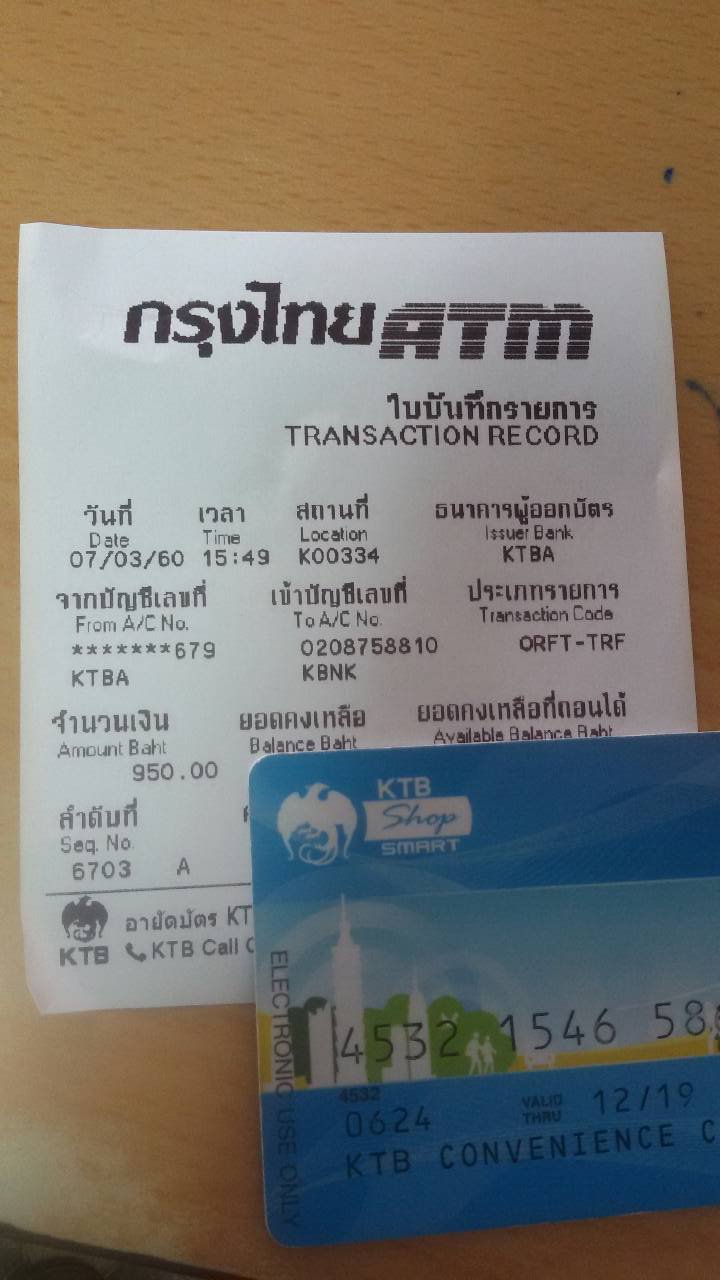 กรุงไทย ATM
ใบบันทึกรายการ
TRANSACTION RECORD
วันที่ เวลา สถานที่ ธนาคารผู้ออกบัตร
Date Time Location Issuer Bank
07/03/60 15:49 K00334 KTBA
จากบัญชีเลขที่ เข้าบัญชีเลขที่ ประเภทรายการ
From A/C No. To A/C No. Transaction Code
*******679 0208758810 ORFT-TRF
KTBA KBNK
จำนวนเงิน ยอดคงเหลือ ยอดคงเหลือที่ถอนได้
Amount Baht Balance Baht Available Balance Baht
950.00
ลำดับที่
Seq. No.
6703 A
อายัดบัตร KT
KTB KTB Call C
KTB
Shop
SMART
ELECTRONIC USE ONLY
4532 1546 58
4532
0624 VALID THRU 12/19
KTB CONVENIENCE C